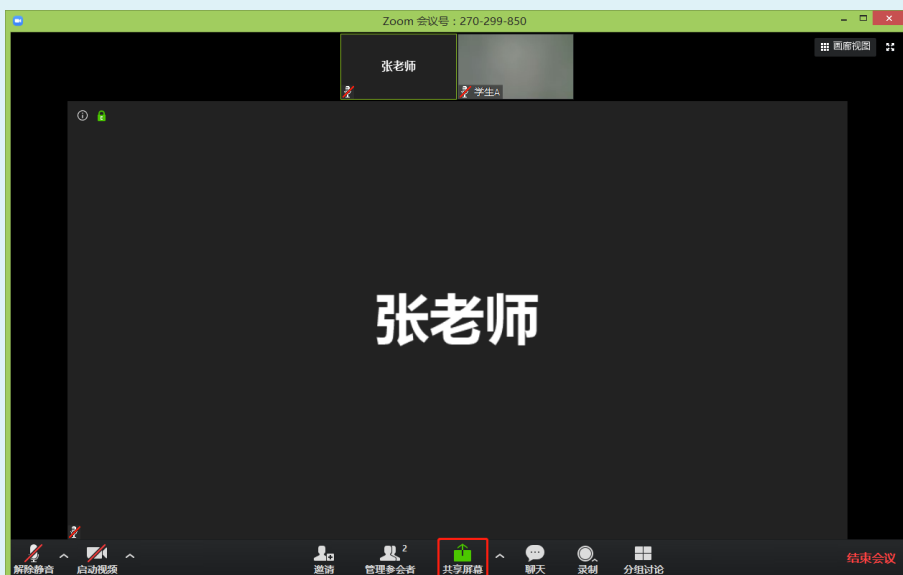 Zoom 会议号：270-299-850
画廊视图
张老师
学生A
张老师
2
解除静音
启动视频
邀请
管理参会者
共享屏幕
聊天
录制
分组讨论
结束会议